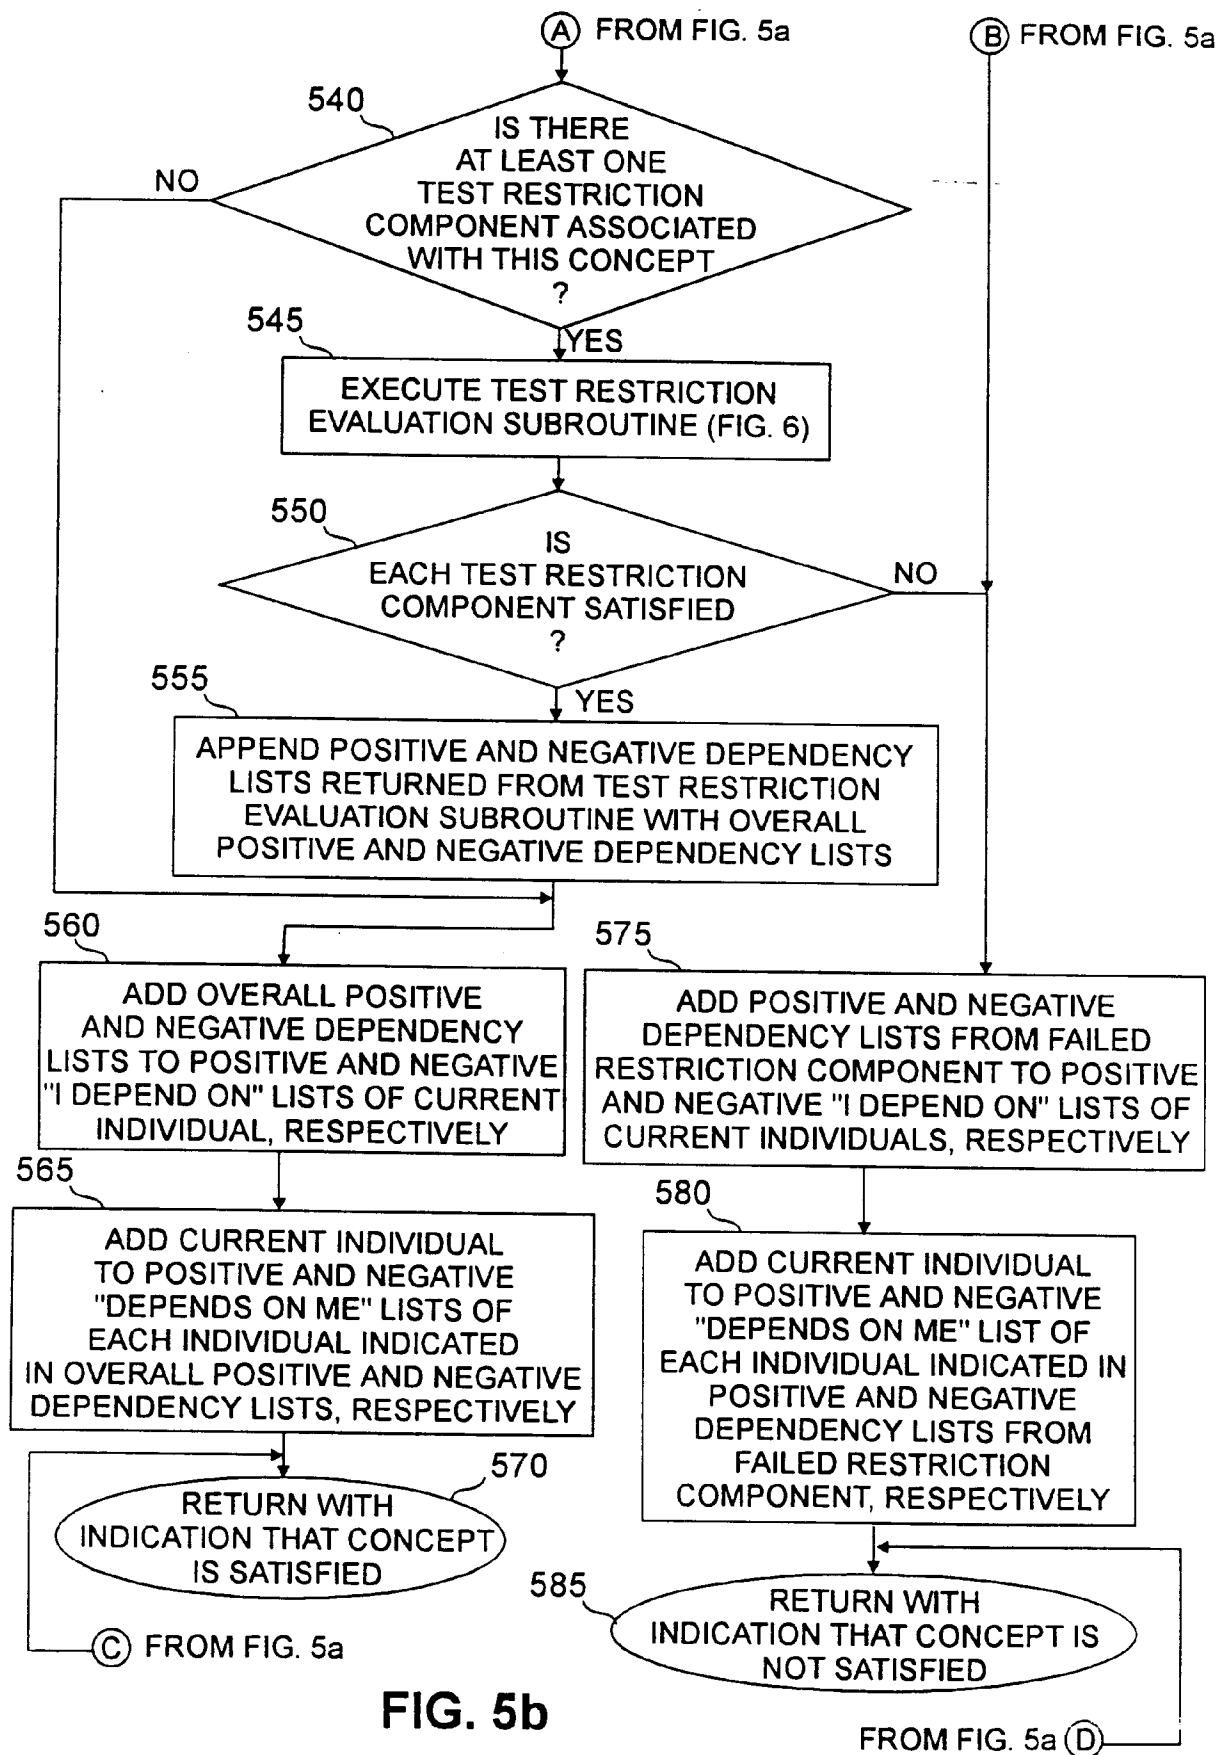 A FROM FIG. 5a
B FROM FIG. 5a
540
IS THERE
AT LEAST ONE
TEST RESTRICTION
COMPONENT ASSOCIATED
WITH THIS CONCEPT
?
NO
YES
545
EXECUTE TEST RESTRICTION
EVALUATION SUBROUTINE (FIG. 6)
550
IS
EACH TEST RESTRICTION
COMPONENT SATISFIED
?
NO
YES
555
APPEND POSITIVE AND NEGATIVE DEPENDENCY
LISTS RETURNED FROM TEST RESTRICTION
EVALUATION SUBROUTINE WITH OVERALL
POSITIVE AND NEGATIVE DEPENDENCY LISTS
560
ADD OVERALL POSITIVE
AND NEGATIVE DEPENDENCY
LISTS TO POSITIVE AND NEGATIVE
"I DEPEND ON" LISTS OF CURRENT
INDIVIDUAL, RESPECTIVELY
575
ADD POSITIVE AND NEGATIVE
DEPENDENCY LISTS FROM FAILED
RESTRICTION COMPONENT TO POSITIVE
AND NEGATIVE "I DEPEND ON" LISTS OF
CURRENT INDIVIDUALS, RESPECTIVELY
565
ADD CURRENT INDIVIDUAL
TO POSITIVE AND NEGATIVE
"DEPENDS ON ME" LISTS OF
EACH INDIVIDUAL INDICATED
IN OVERALL POSITIVE AND NEGATIVE
DEPENDENCY LISTS, RESPECTIVELY
580
ADD CURRENT INDIVIDUAL
TO POSITIVE AND NEGATIVE
"DEPENDS ON ME" LIST OF
EACH INDIVIDUAL INDICATED IN
POSITIVE AND NEGATIVE
DEPENDENCY LISTS FROM
FAILED RESTRICTION
COMPONENT, RESPECTIVELY
570
RETURN WITH
INDICATION THAT CONCEPT
IS SATISFIED
585
RETURN WITH
INDICATION THAT CONCEPT IS
NOT SATISFIED
C FROM FIG. 5a
FIG. 5b
FROM FIG. 5a D